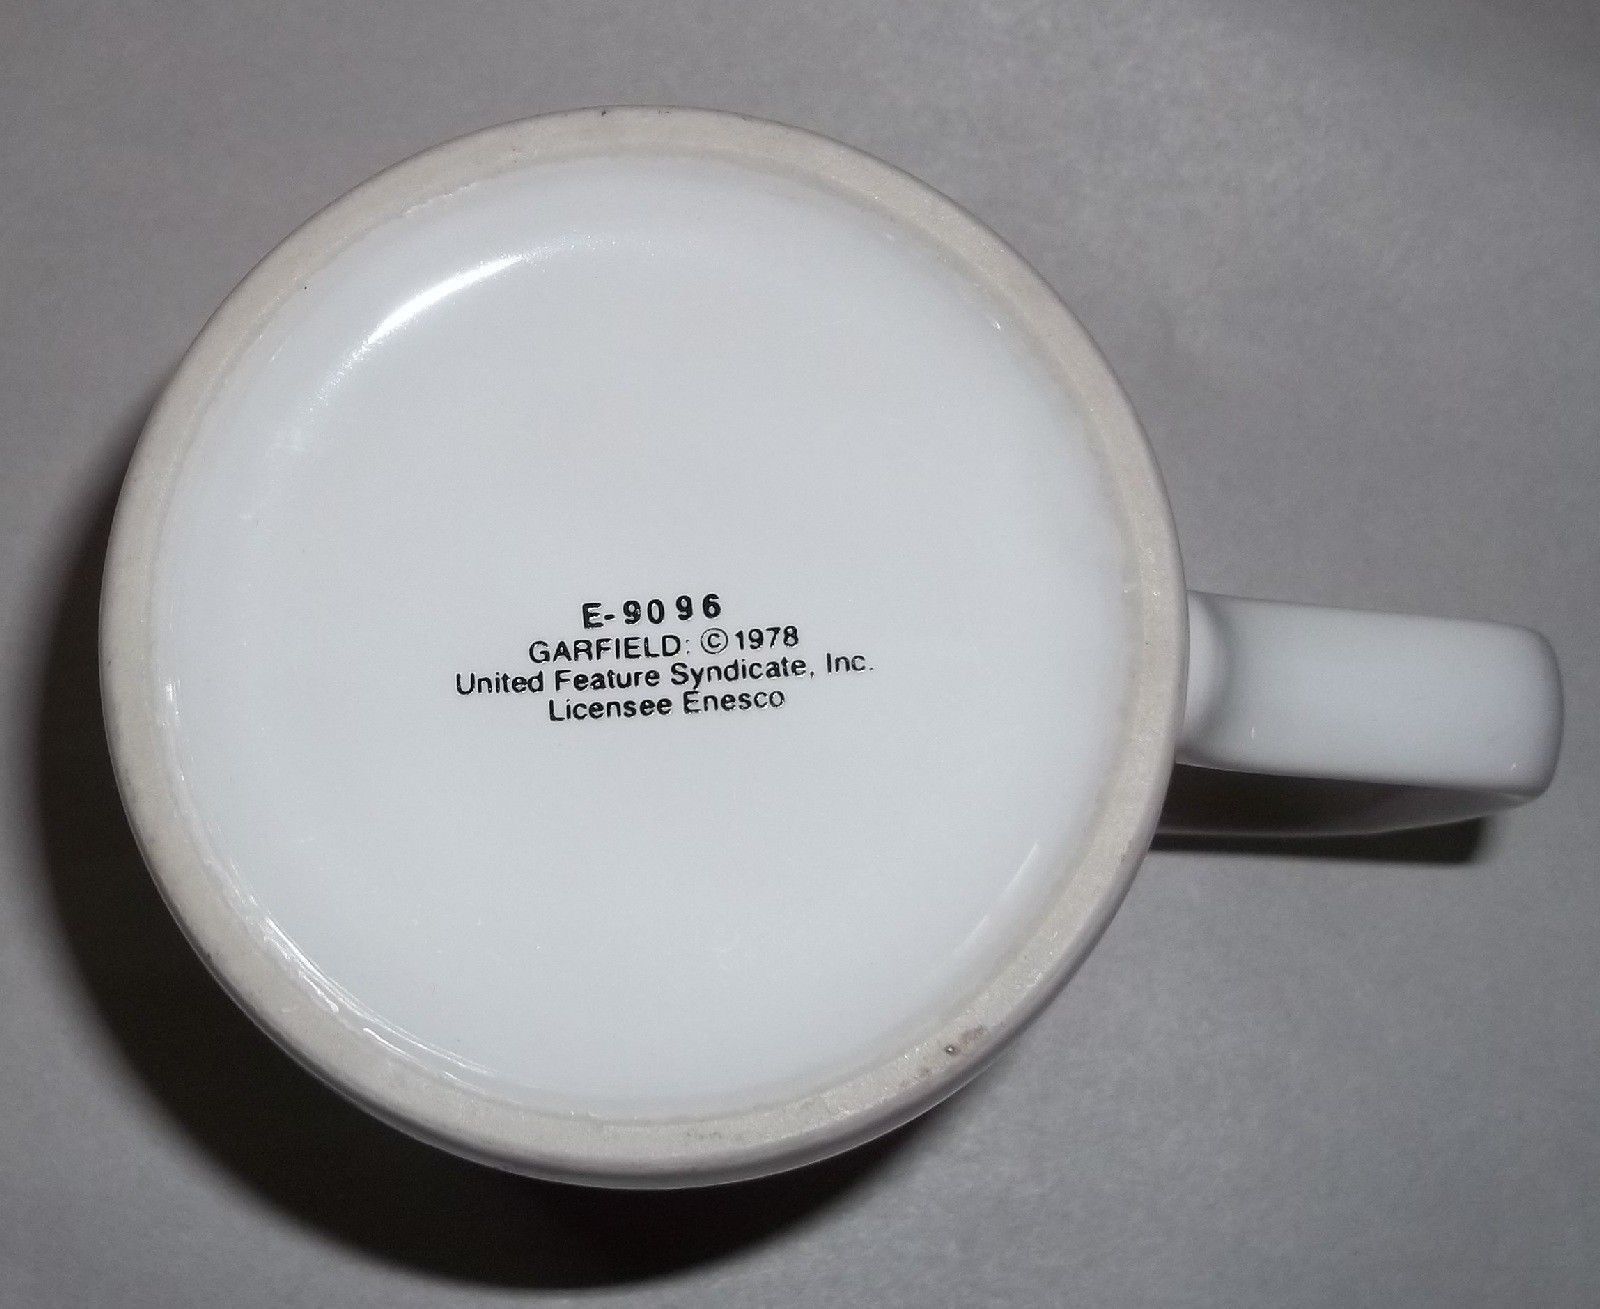 E-9096
GARFIELD: ©1978
United Feature Syndicate, Inc.
Licensee Enesco